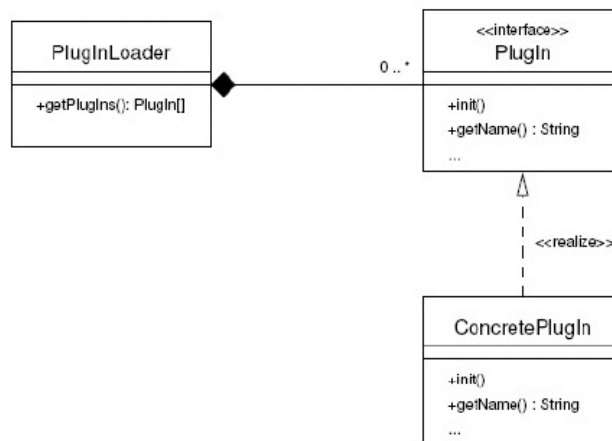 PlugInLoader
+getPlugIns(): PlugIn[]
0 .. *
<<interface>>
PlugIn
+init()
+getName() : String
...
<<realize>>
ConcretePlugIn
+init()
+getName() : String
...